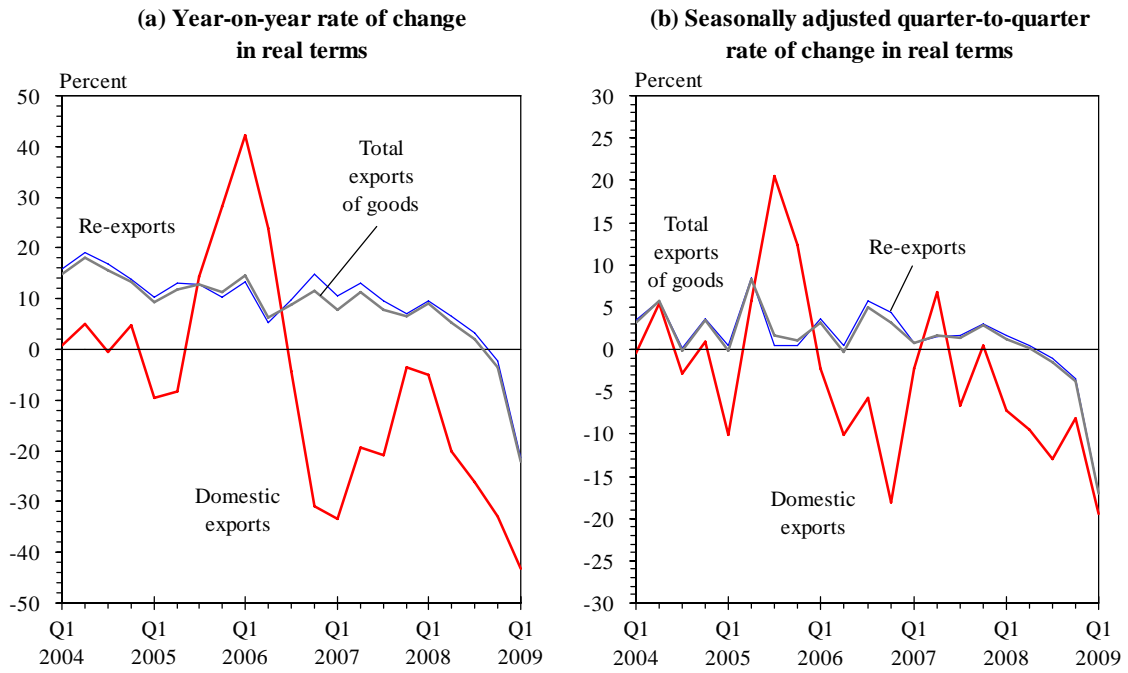 (a) Year-on-year rate of change
in real terms
Percent
50
40
30
20
10
0
-10
-20
-30
-40
-50
Re-exports
Total
exports
of goods
Domestic
exports
Q1 Q1 Q1 Q1 Q1 Q1
2004 2005 2006 2007 2008 2009
(b) Seasonally adjusted quarter-to-quarter
rate of change in real terms
Percent
30
25
20
15
10
5
0
-5
-10
-15
-20
-25
-30
Total
exports
of goods
Re-exports
Domestic
exports
Q1 Q1 Q1 Q1 Q1 Q1
2004 2005 2006 2007 2008 2009